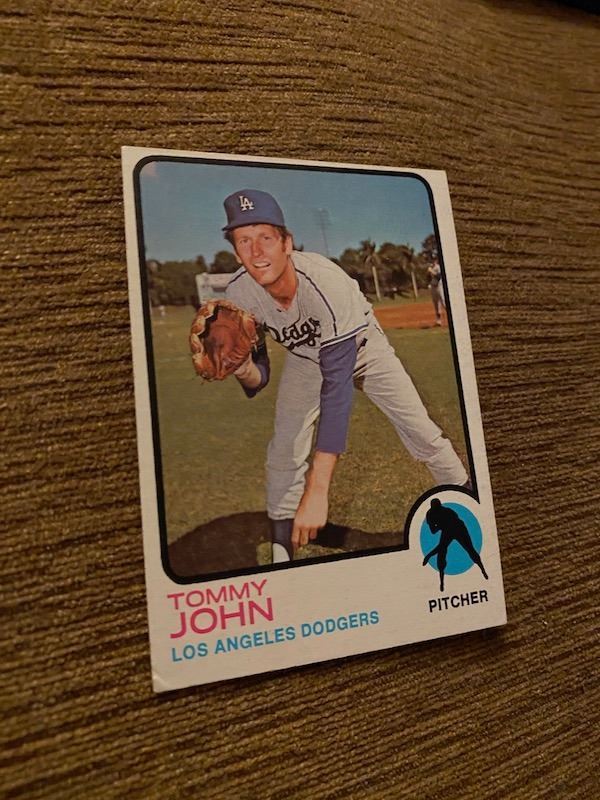 LA
Dodgers
TOMMY
JOHN
LOS ANGELES DODGERS
PITCHER